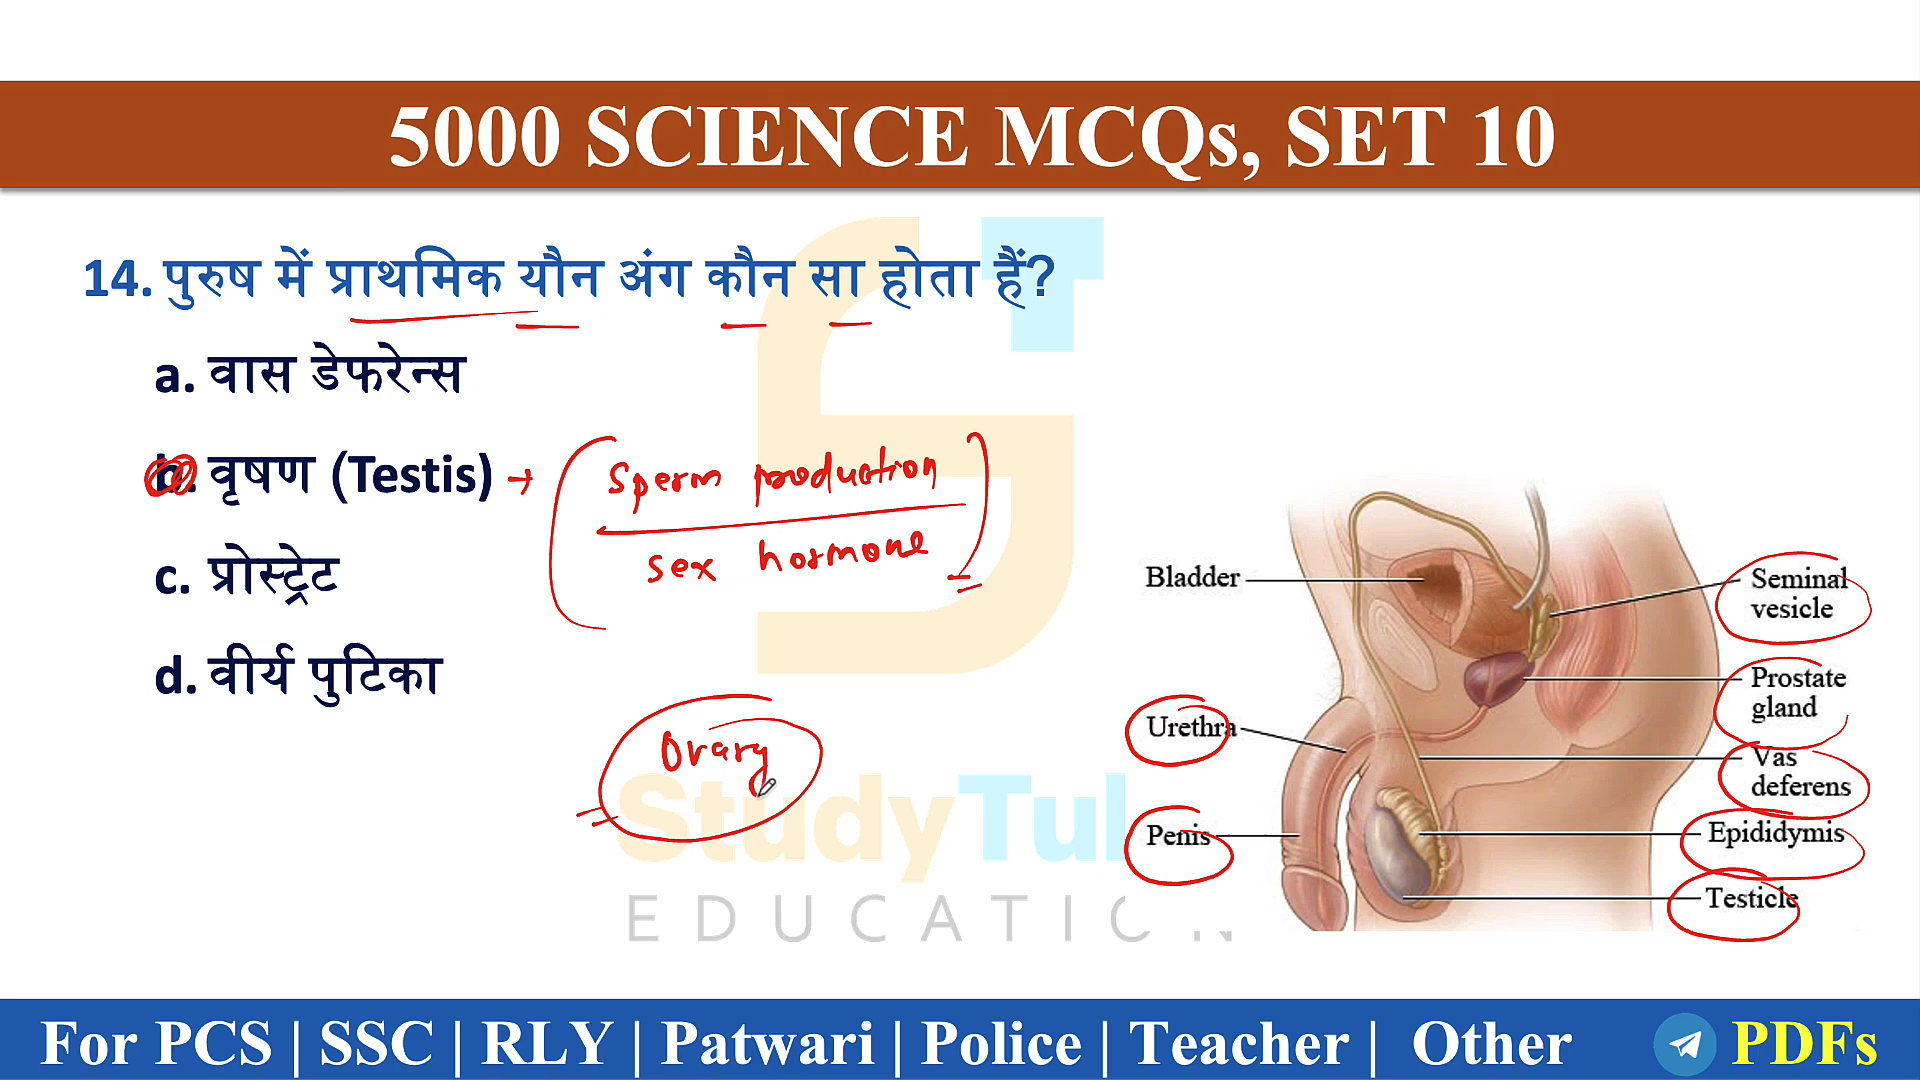 5000 SCIENCE MCQs, SET 10
14. पुरुष में प्राथमिक यौन अंग कौन सा होता हैं?
a. वास डेफरेन्स
b. वृषण (Testis) → Sperm production
sex hormone
c. प्रोस्ट्रेट
d. वीर्य पुटिका
Ovary
Bladder
Urethra
Penis
Seminal
vesicle
Prostate
gland
Vas
deferens
Epididymis
Testicle
StudyTul
EDUCATION
For PCS | SSC | RLY | Patwari | Police | Teacher | Other PDFs